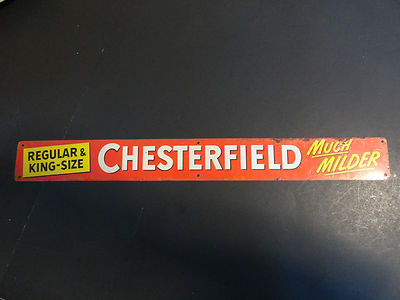 REGULAR &
KING-SIZE
CHESTERFIELD
MUCH
MILDER